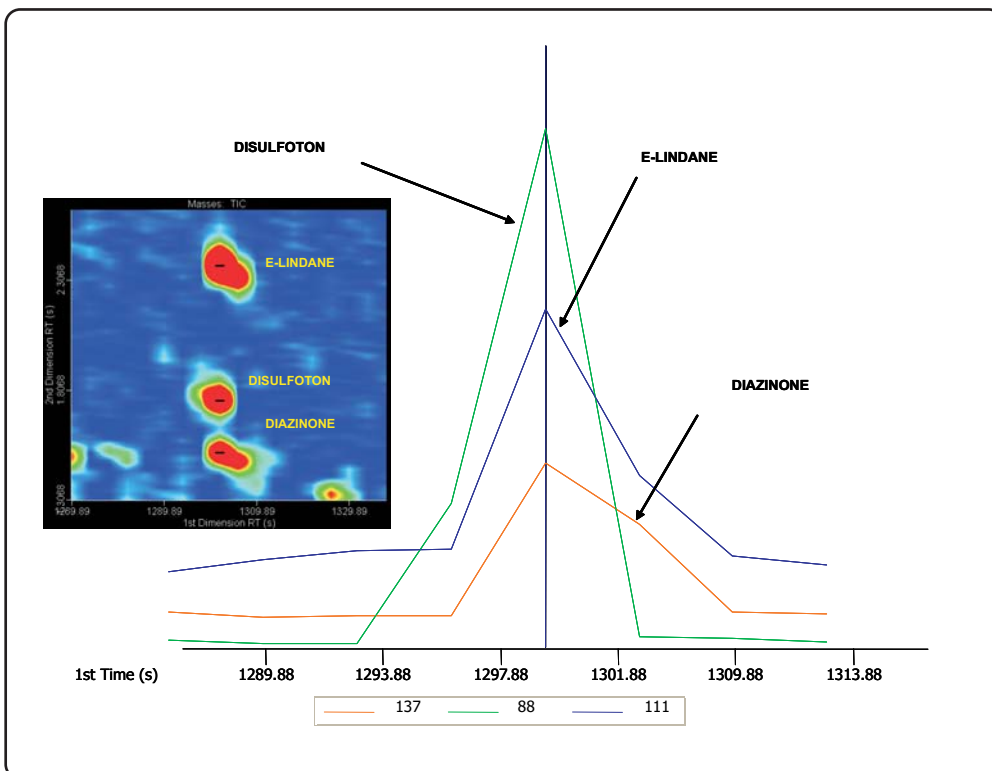 DISULFOTON
E-LINDANE
DIAZINONE
Masses: TIC
E-LINDANE
DISULFOTON
DIAZINONE
2nd Dimension RT (s)
2.3068
1.8068
1.3068
1269.89 1289.89 1309.89 1329.89
1st Dimension RT (s)
1st Time (s) 1289.88 1293.88 1297.88 1301.88 1309.88 1313.88
137 88 111